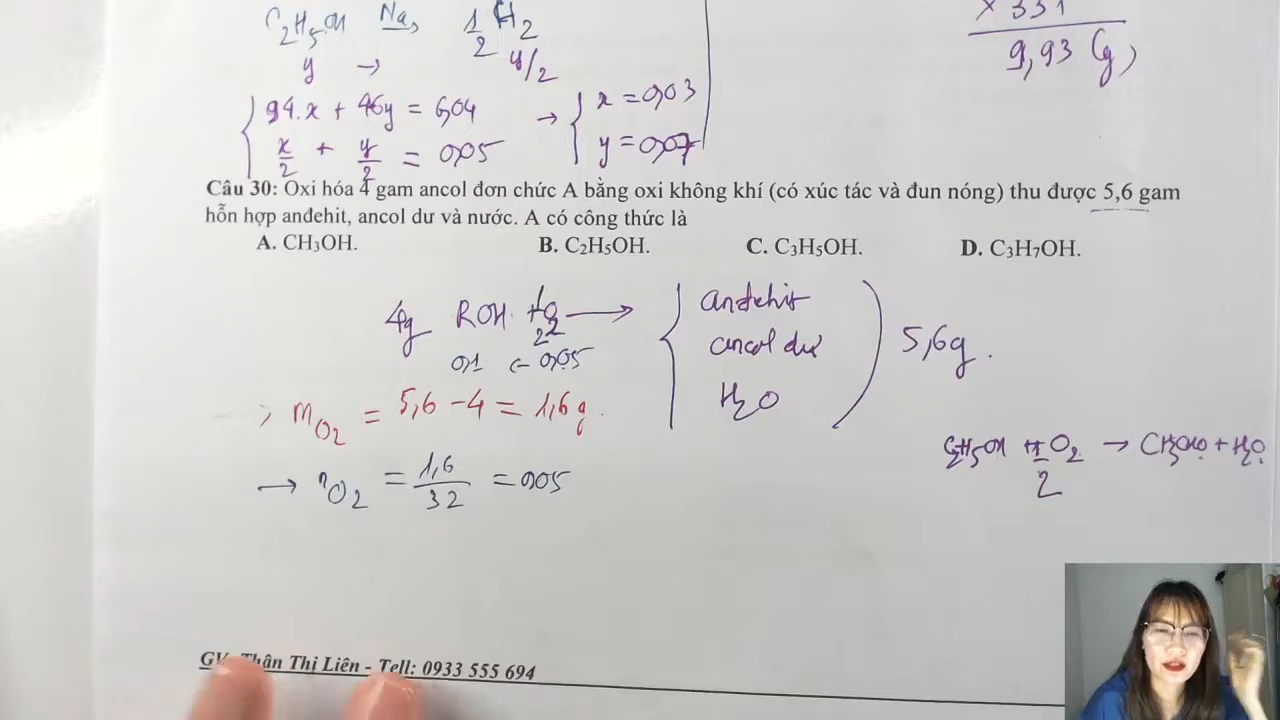 C2H5OH Na→ 1/2 H2
y → y/2
94.x + 46y = 6,04
x/2 + y/2 = 0,05
→ x = 0,03
y = 0,07
x 331
9,93 (g)
Câu 30: Oxi hóa 4 gam ancol đơn chức A bằng oxi không khí (có xúc tác và đun nóng) thu được 5,6 gam
hỗn hợp anđehit, ancol dư và nước. A có công thức là
A. CH3OH. B. C2H5OH. C. C3H5OH. D. C3H7OH.
4g ROH + 1/2 O2 →
0,1 ← 0,05
andehit
ancol dư
H2O
5,6g.
→ mO2 = 5,6 - 4 = 1,6g.
→ nO2 = 1,6/32 = 0,05
C2H5OH + 1/2 O2 → CH3CHO + H2O
GV: Thân Thị Liên - Tell: 0933 555 694